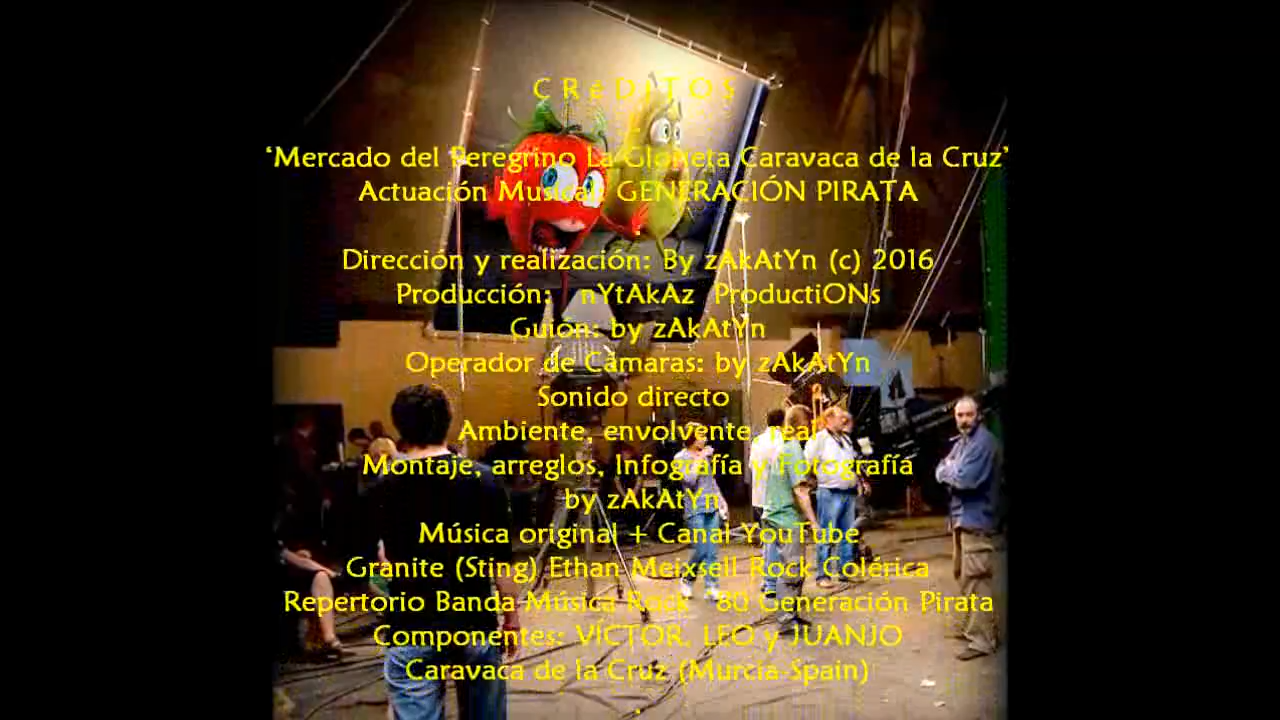 C R é D I T O S
.
‘Mercado del Peregrino La Glorieta Caravaca de la Cruz’
Actuación Musical: GENERACIÓN PIRATA
.
Dirección y realización: By zAkAtYn (c) 2016
Producción: nYtAkAz ProductiONs
Guión: by zAkAtYn
Operador de Cámaras: by zAkAtYn
Sonido directo
Ambiente, envolvente, real
Montaje, arreglos, Infografía y Fotografía
by zAkAtYn
Música original + Canal YouTube
Granite (Sting) Ethan Meixsell Rock Colérica
Repertorio Banda Música Rock 80 Generación Pirata
Componentes: VÍCTOR, LEO y JUANJO
Caravaca de la Cruz (Murcia-Spain)
.